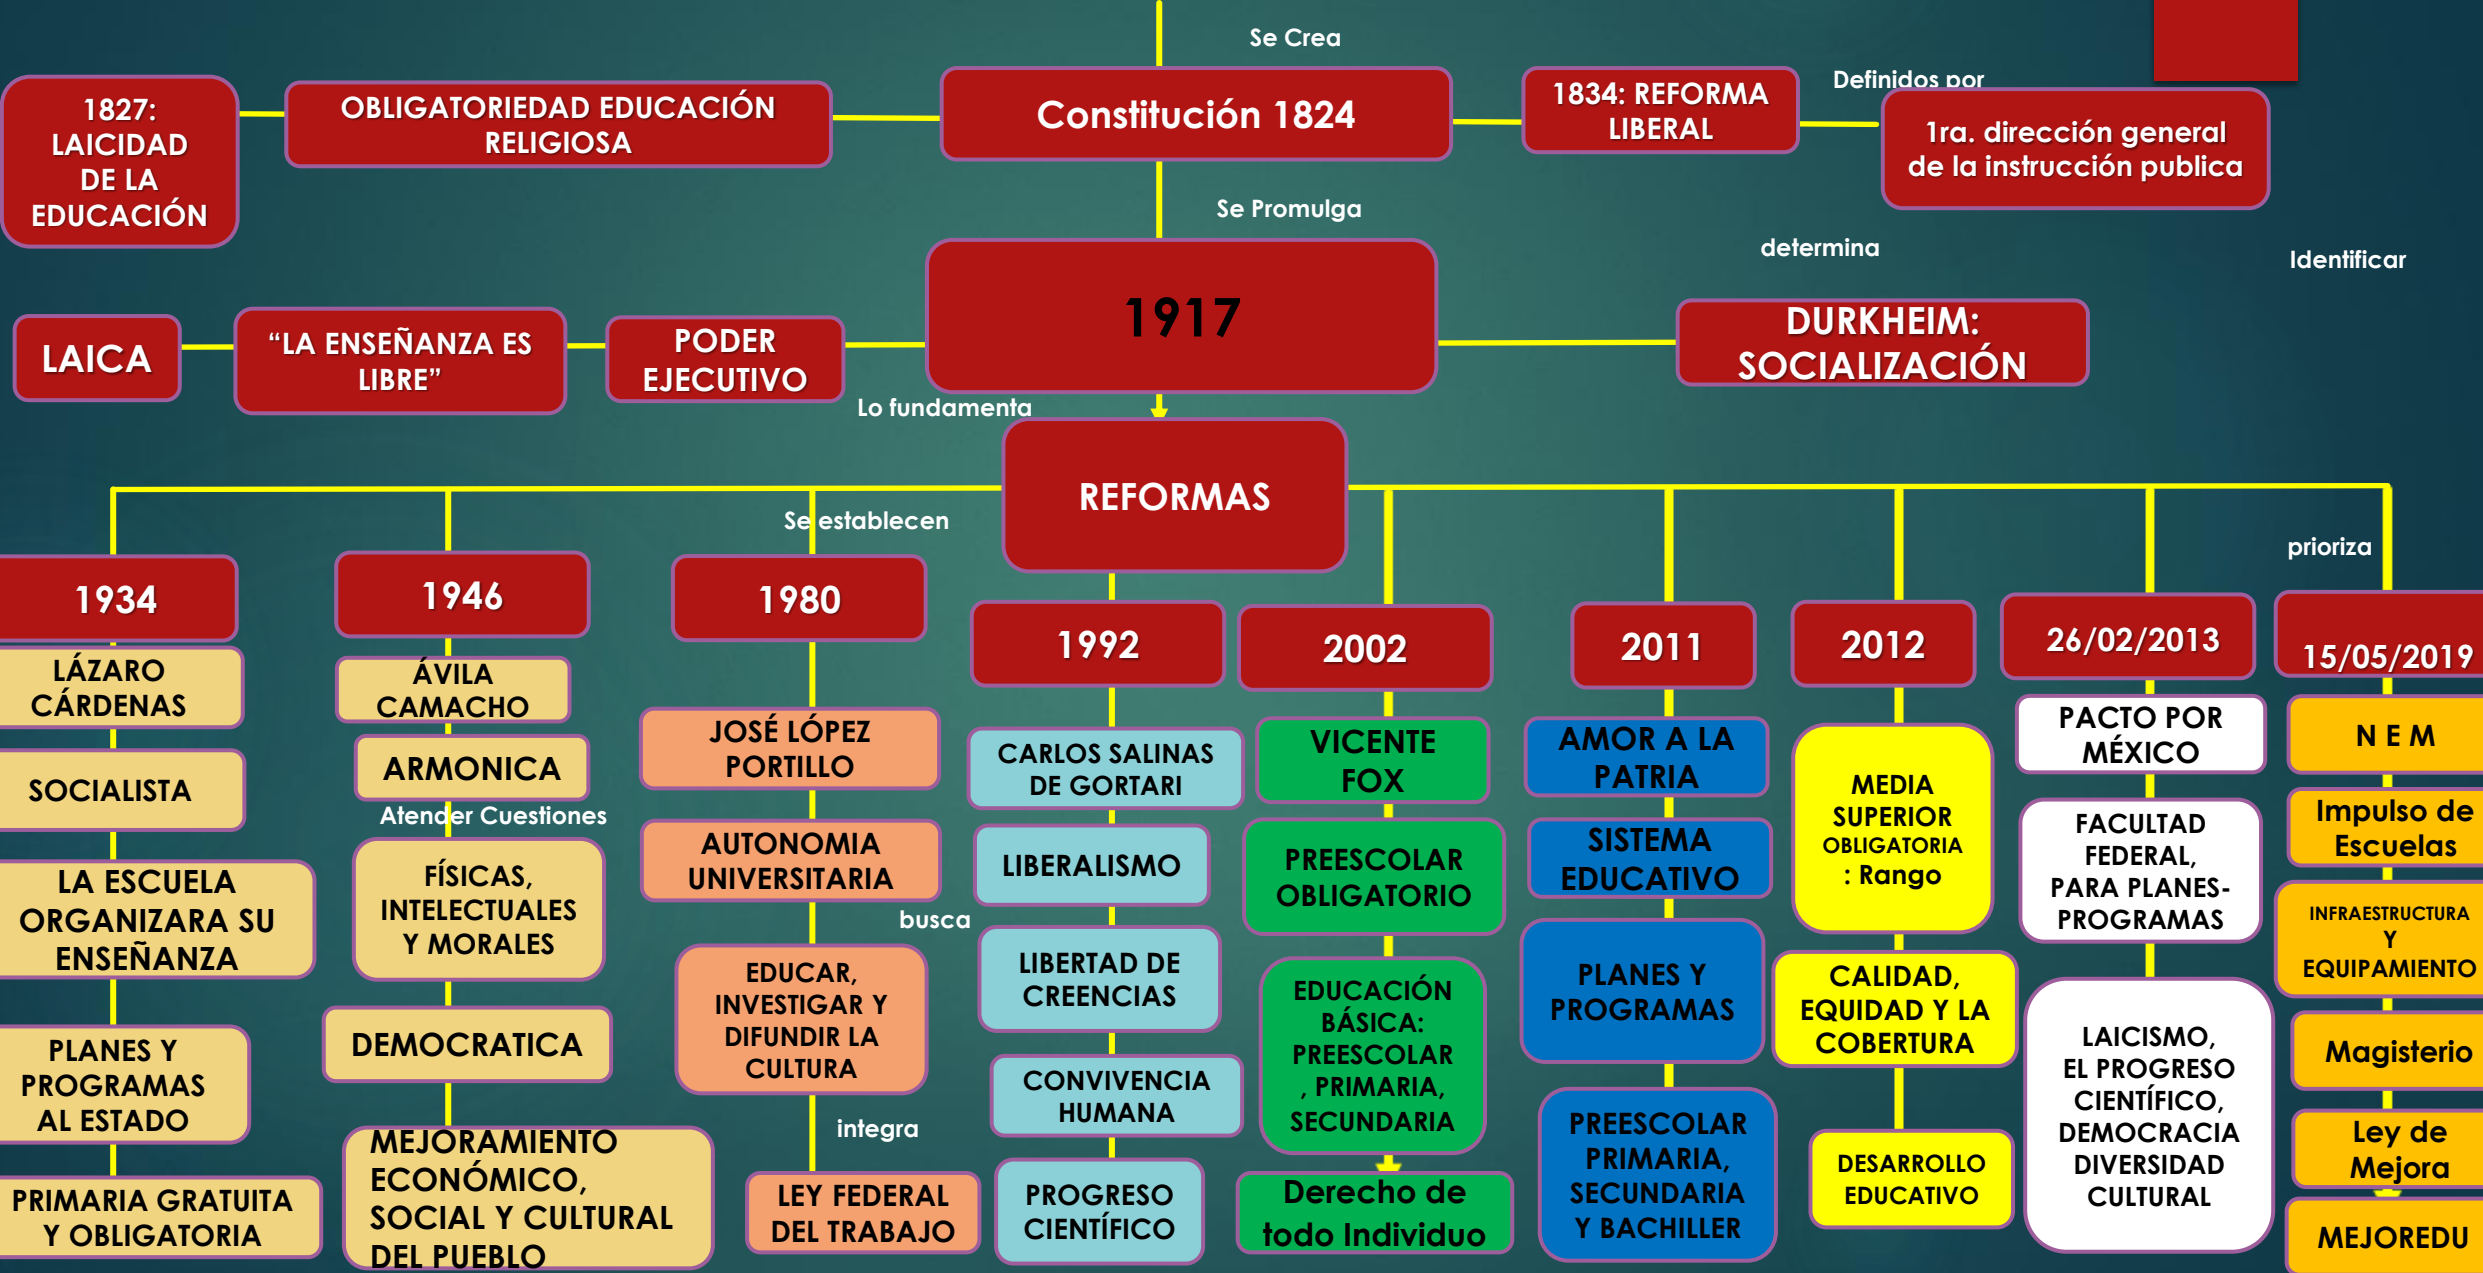 Se Crea
1827:
LAICIDAD
DE LA
EDUCACIÓN
OBLIGATORIEDAD EDUCACIÓN
RELIGIOSA
Constitución 1824
1834: REFORMA
LIBERAL
Definidos por
1ra. dirección general
de la instrucción publica
Se Promulga
determina
Identificar
LAICA
“LA ENSEÑANZA ES
LIBRE”
PODER
EJECUTIVO
1917
DURKHEIM:
SOCIALIZACIÓN
Lo fundamenta
REFORMAS
Se establecen
prioriza
1934
LÁZARO
CÁRDENAS
SOCIALISTA
LA ESCUELA
ORGANIZARA SU
ENSEÑANZA
PLANES Y
PROGRAMAS
AL ESTADO
PRIMARIA GRATUITA
Y OBLIGATORIA
1946
ÁVILA
CAMACHO
ARMONICA
Atender Cuestiones
FÍSICAS,
INTELECTUALES
Y MORALES
DEMOCRATICA
MEJORAMIENTO
ECONÓMICO,
SOCIAL Y CULTURAL
DEL PUEBLO
1980
JOSÉ LÓPEZ
PORTILLO
AUTONOMIA
UNIVERSITARIA
busca
EDUCAR,
INVESTIGAR Y
DIFUNDIR LA
CULTURA
integra
LEY FEDERAL
DEL TRABAJO
1992
CARLOS SALINAS
DE GORTARI
LIBERALISMO
LIBERTAD DE
CREENCIAS
CONVIVENCIA
HUMANA
PROGRESO
CIENTÍFICO
2002
VICENTE
FOX
PREESCOLAR
OBLIGATORIO
EDUCACIÓN
BÁSICA:
PREESCOLAR
, PRIMARIA,
SECUNDARIA
Derecho de
todo Individuo
2011
AMOR A LA
PATRIA
SISTEMA
EDUCATIVO
PLANES Y
PROGRAMAS
PREESCOLAR
PRIMARIA,
SECUNDARIA
Y BACHILLER
2012
MEDIA
SUPERIOR
OBLIGATORIA
: Rango
CALIDAD,
EQUIDAD Y LA
COBERTURA
DESARROLLO
EDUCATIVO
26/02/2013
PACTO POR
MÉXICO
FACULTAD
FEDERAL,
PARA PLANES-
PROGRAMAS
LAICISMO,
EL PROGRESO
CIENTÍFICO,
DEMOCRACIA
DIVERSIDAD
CULTURAL
15/05/2019
N E M
Impulso de
Escuelas
INFRAESTRUCTURA
Y
EQUIPAMIENTO
Magisterio
Ley de
Mejora
MEJOREDU